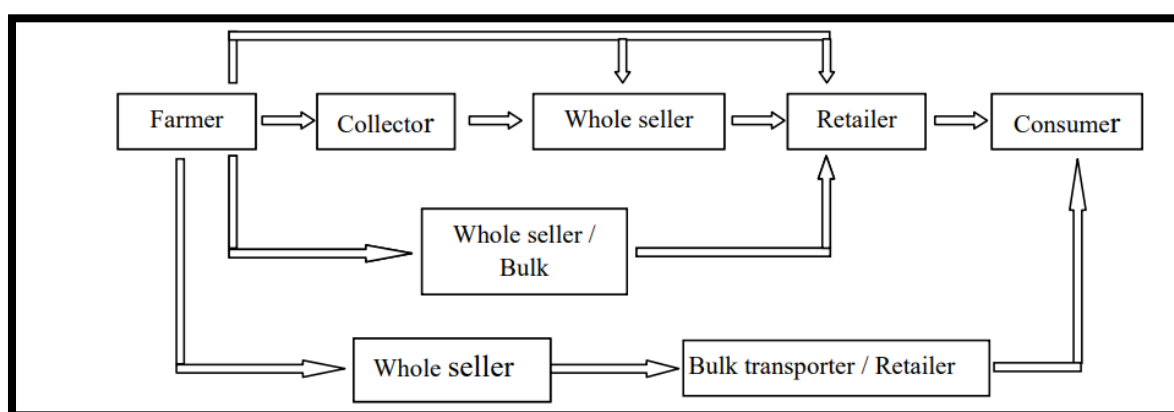 Farmer
Collector
Whole seller
Retailer
Consumer
Whole seller /
Bulk
Whole seller
Bulk transporter / Retailer